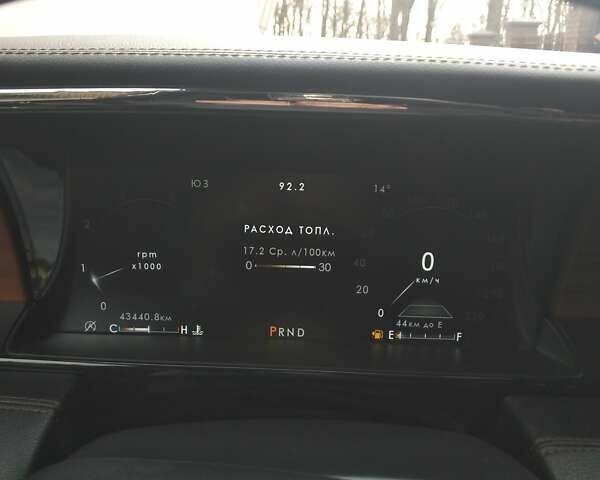 ЮЗ 92.2 14°
РАСХОД ТОПЛ.
17.2 Ср. л/100км
0 30
2
1
0
rpm
x1000
43440.8км
C H
PRND
40
20
0
0
км/ч
44км до E
E F